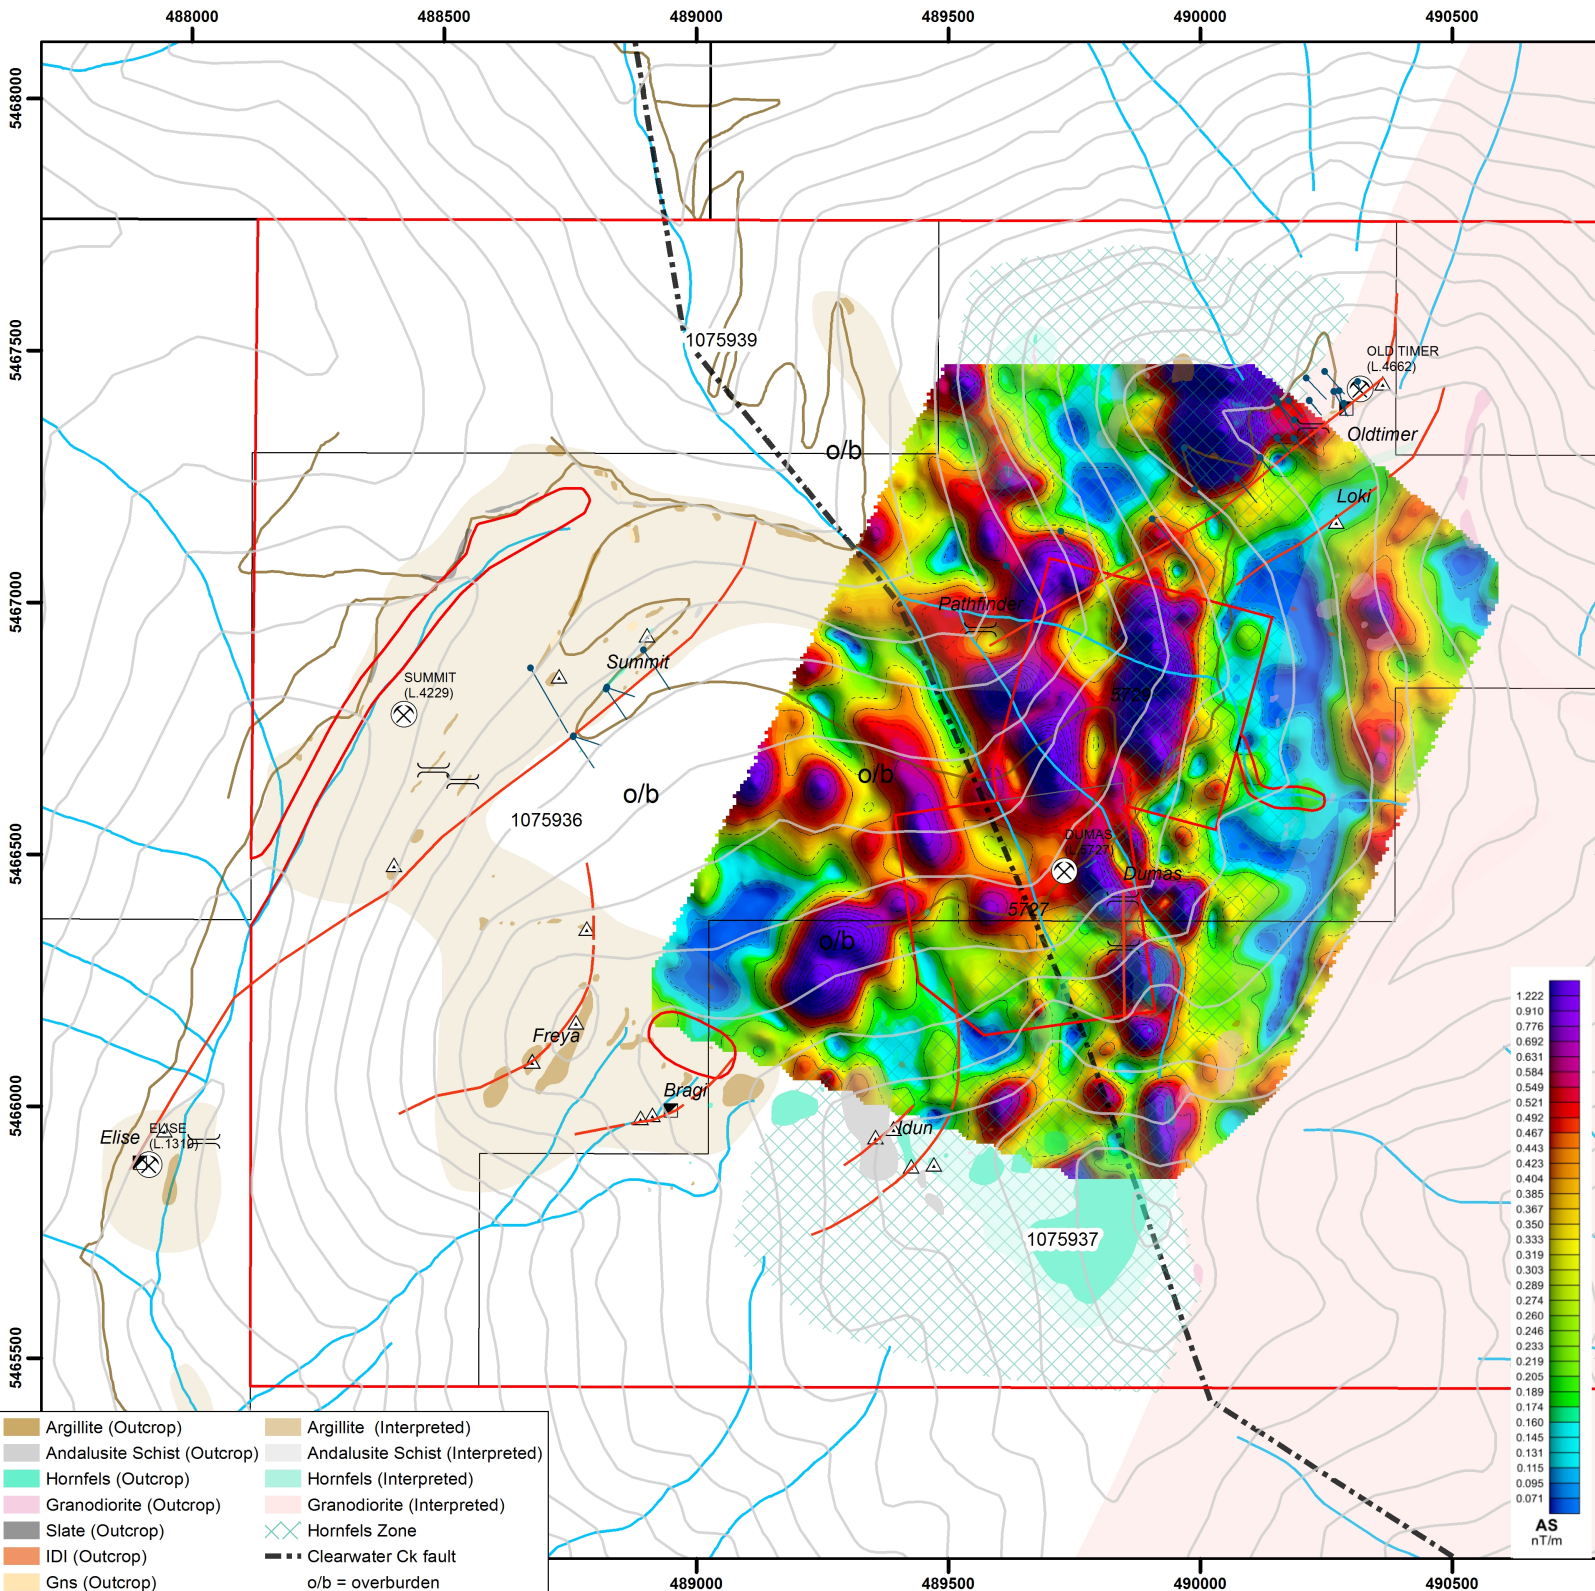 488000
488500
489000
489500
490000
490500
5468000
5467500
5467000
5466500
5466000
5465500
1075939
OLD TIMER
(L.4662)
Oldtimer
o/b
Loki
Pathfinder
Summit
SUMMIT
(L.4229)
5729
o/b
o/b
1075936
DUMAS
(L.5727)
Dumas
5727
o/b
Freya
Bragi
Idun
Elise
ELISE
(L.1319)
1075937
1.222
0.910
0.776
0.692
0.631
0.584
0.549
0.521
0.492
0.467
0.443
0.423
0.404
0.385
0.367
0.350
0.333
0.319
0.303
0.289
0.274
0.260
0.246
0.233
0.219
0.205
0.189
0.174
0.160
0.145
0.131
0.115
0.095
0.071
AS
nT/m
Argillite (Outcrop)
Andalusite Schist (Outcrop)
Hornfels (Outcrop)
Granodiorite (Outcrop)
Slate (Outcrop)
IDI (Outcrop)
Gns (Outcrop)
Argillite (Interpreted)
Andalusite Schist (Interpreted)
Hornfels (Interpreted)
Granodiorite (Interpreted)
Hornfels Zone
Clearwater Ck fault
o/b = overburden
489000
489500
490000
490500